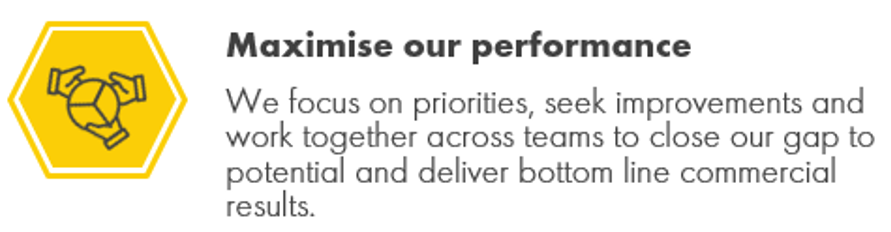 Maximise our performance
We focus on priorities, seek improvements and
work together across teams to close our gap to
potential and deliver bottom line commercial
results.